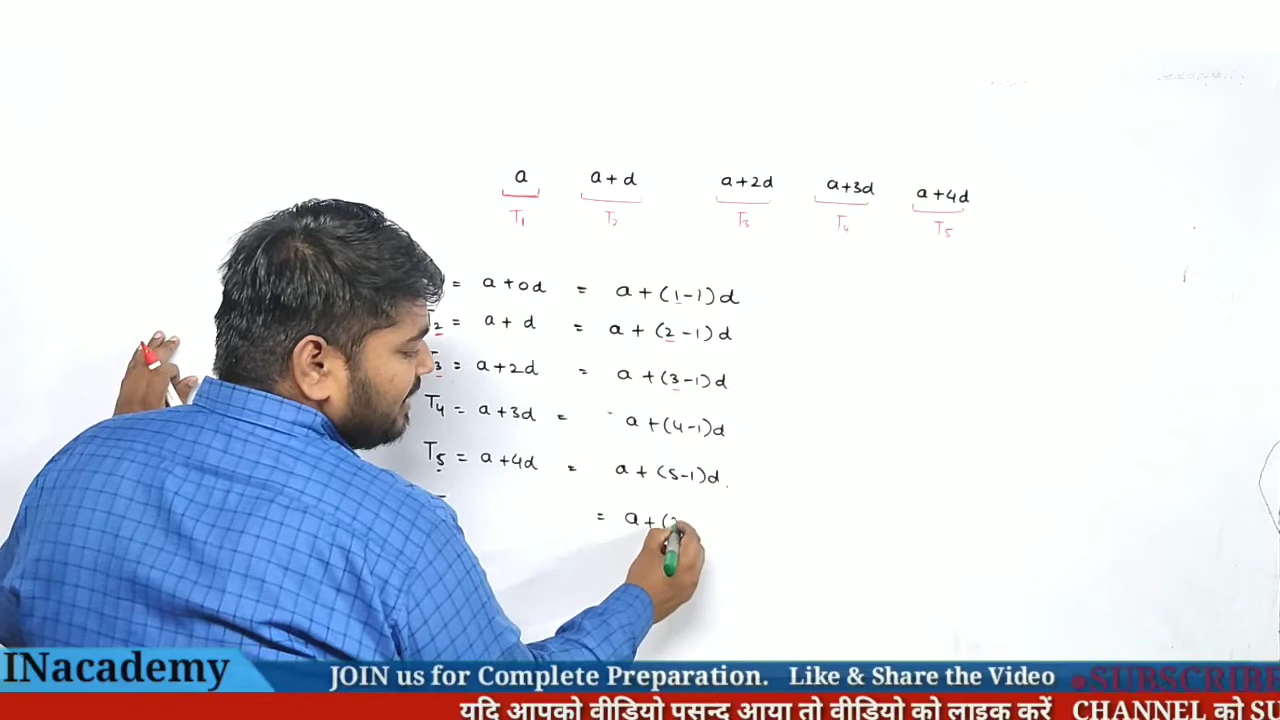 a a+d a+2d a+3d a+4d
T1 T2 T3 T4 T5
= a+0d = a+(1-1)d
2 = a+d = a+(2-1)d
3 = a+2d = a+(3-1)d
T4 = a+3d = a+(4-1)d
T5 = a+4d = a+(5-1)d.
= a+(
INacademy
JOIN us for Complete Preparation. Like & Share the Video •SUBSCRIBE
यदि आपको वीडियो पसन्द आया तो वीडियो को लाइक करें CHANNEL को SU